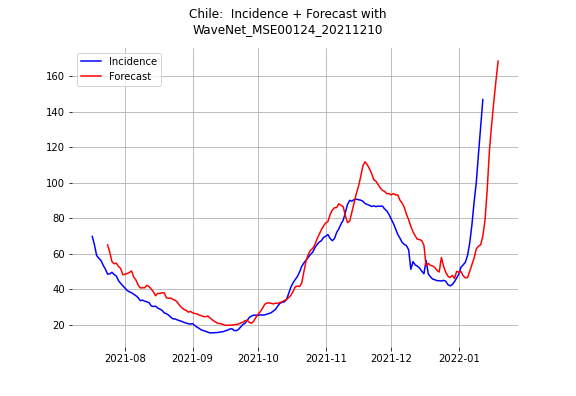 Chile:  Incidence + Forecast with
WaveNet_MSE00124_20211210
Incidence
Forecast
160
140
120
100
80
60
40
20
2021-08 2021-09 2021-10 2021-11 2021-12 2022-01